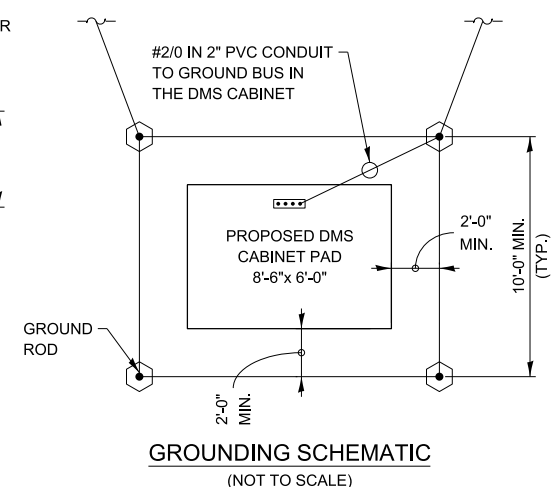 R
#2/0 IN 2" PVC CONDUIT
TO GROUND BUS IN
THE DMS CABINET
PROPOSED DMS
CABINET PAD
8'-6"x 6'-0"
2'-0"
MIN.
10'-0" MIN.
(TYP.)
GROUND
ROD
2'-0"
MIN.
GROUNDING SCHEMATIC
(NOT TO SCALE)